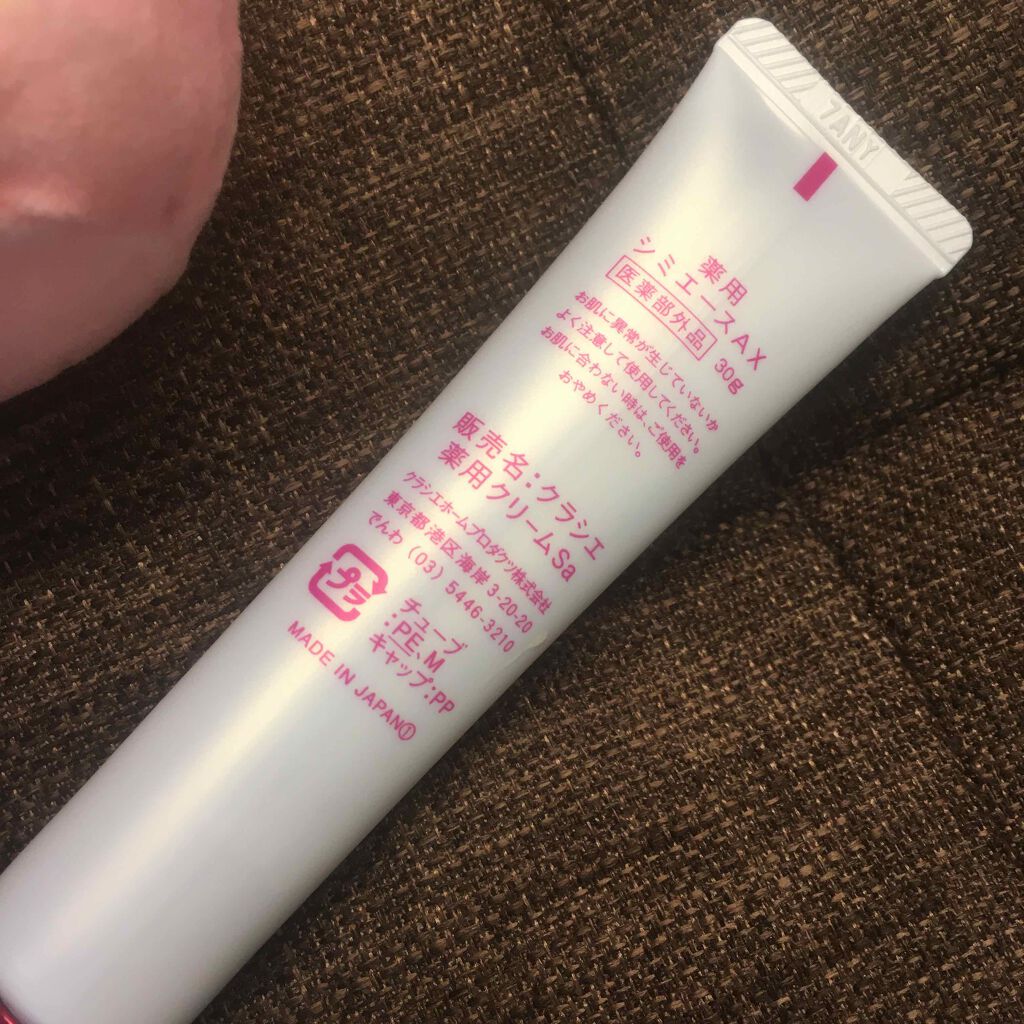 7ANY
薬用
シミエースAX
医薬部外品 30g
お肌に異常が生じていないか
よく注意して使用してください。
お肌に合わない時は、ご使用を
おやめください。
販売名:クラシエ
薬用クリームSa
クラシエホームプロダクツ株式会社
東京都港区海岸3-20-20
でんわ (03) 5446-3210
プラ
チューブ
:PE、M
キャップ:PP
MADE IN JAPAN①